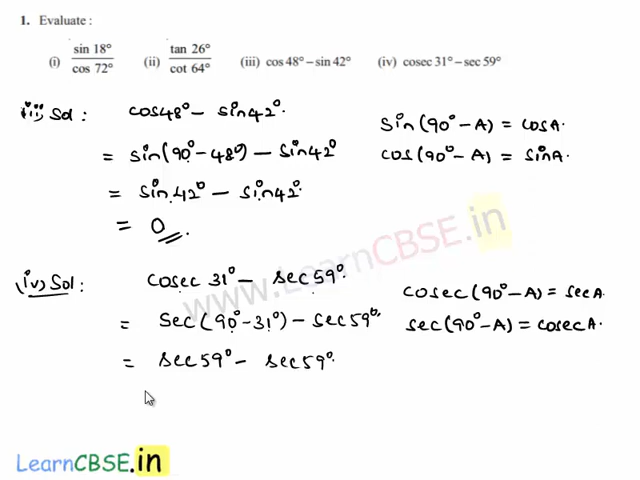 1. Evaluate :
(i) sin 18° / cos 72° (ii) tan 26° / cot 64° (iii) cos 48° – sin 42° (iv) cosec 31° – sec 59°
(iii) Sol : cos48° – sin42°.
sin(90° – A) = cosA.
= sin(90° – 48°) – sin42°
cos(90° – A) = sinA.
= sin42° – sin42°
= 0.
(iv) Sol : cosec 31° – sec59°.
cosec(90° – A) = secA
= sec(90° – 31°) – sec59°.
sec(90° – A) = cosecA.
= sec59° – sec59°.
www.LearnCBSE.in
LearnCBSE.in